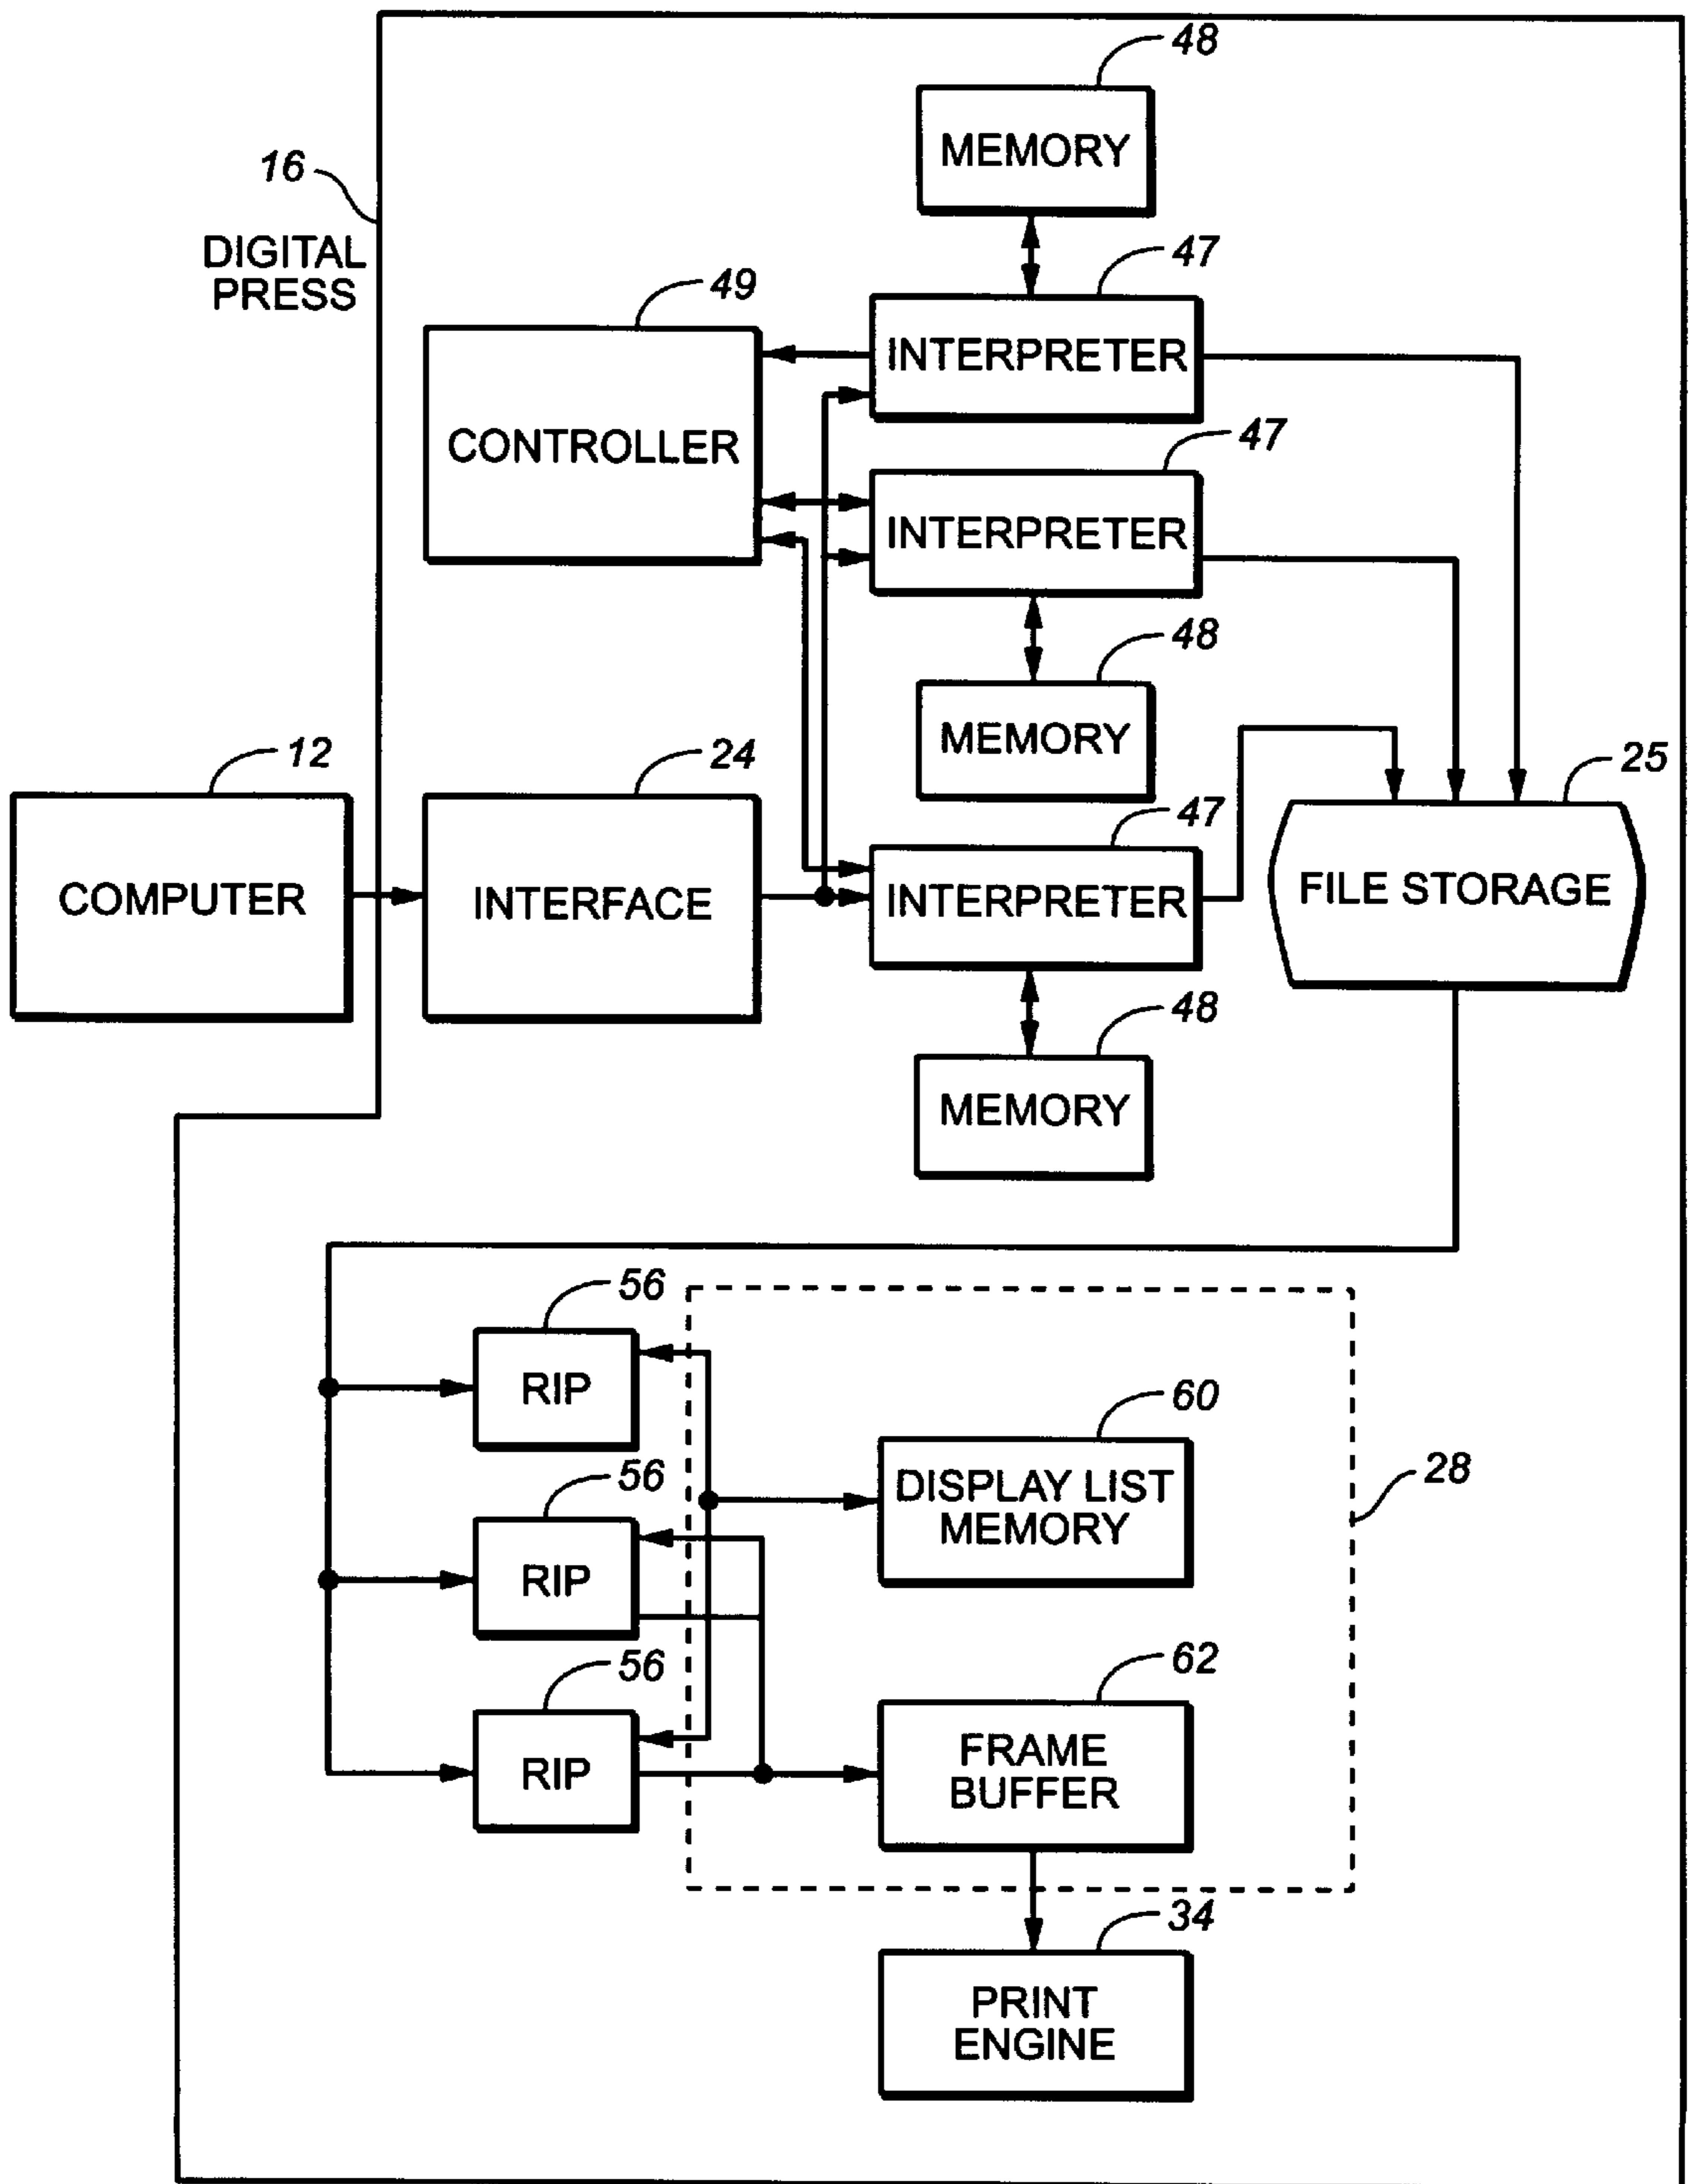 48
MEMORY
16
DIGITAL
PRESS
47
49
INTERPRETER
CONTROLLER
47
INTERPRETER
48
MEMORY
12
24
25
47
COMPUTER
INTERFACE
INTERPRETER
FILE STORAGE
48
MEMORY
56
RIP
60
DISPLAY LIST
MEMORY
28
56
RIP
56
RIP
62
FRAME
BUFFER
34
PRINT
ENGINE